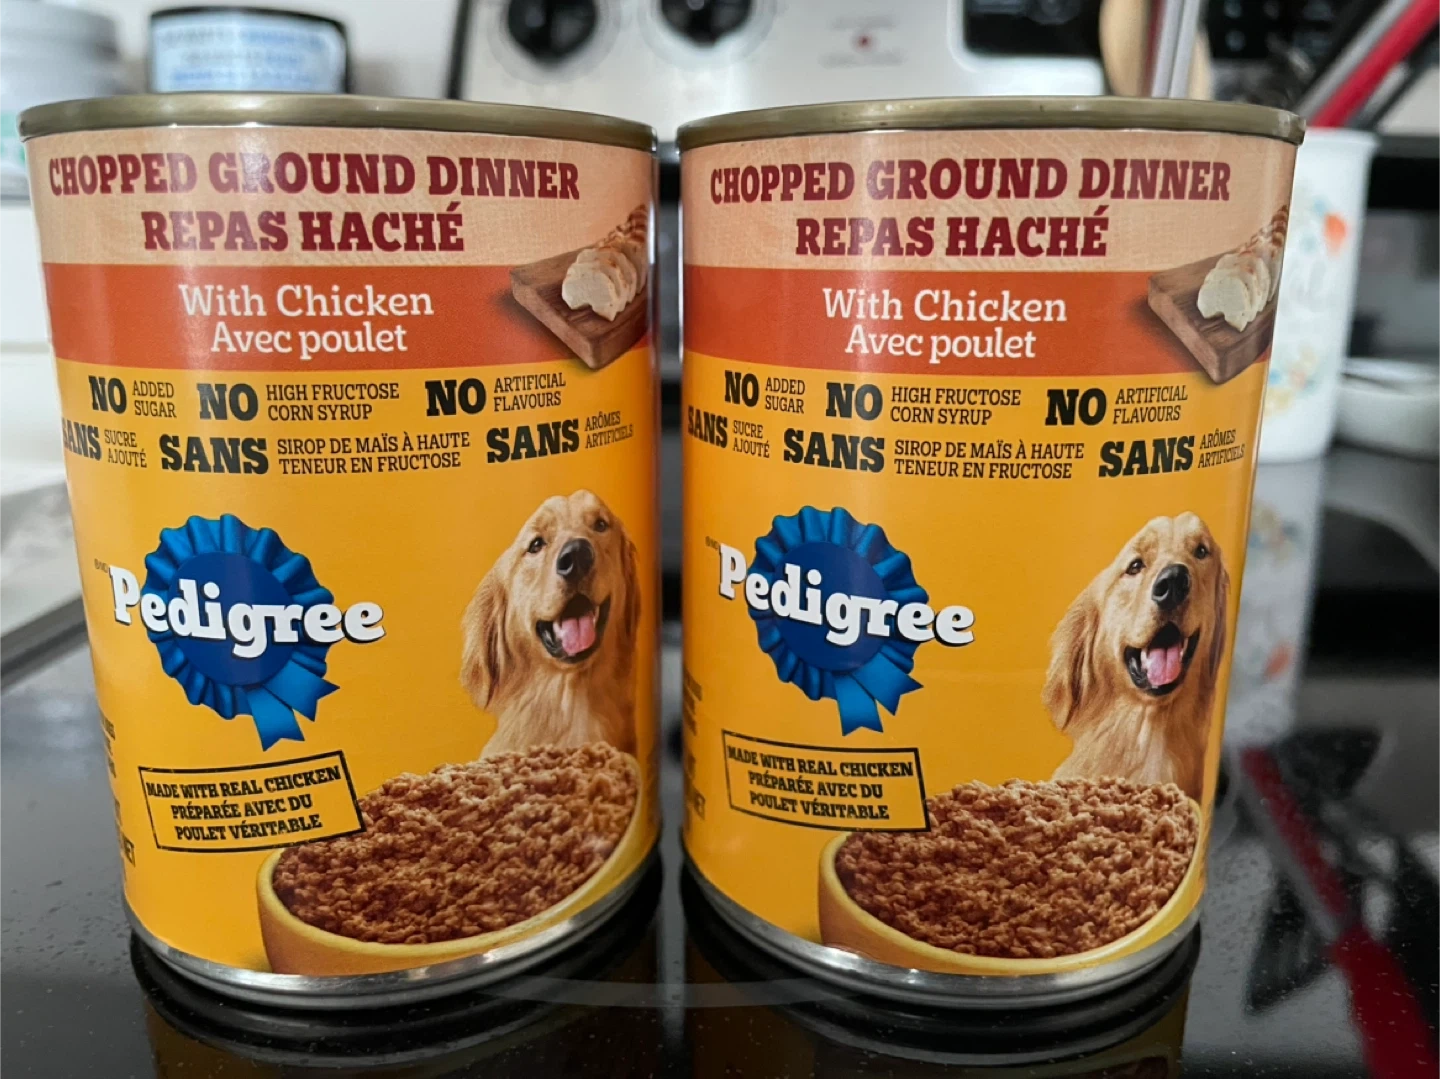 CHOPPED GROUND DINNER
REPAS HACHÉ
With Chicken
Avec poulet
NO ADDED SUGAR NO HIGH FRUCTOSE CORN SYRUP NO ARTIFICIAL FLAVOURS
SANS SUCRE AJOUTÉ SANS SIROP DE MAÏS À HAUTE TENEUR EN FRUCTOSE SANS ARÔMES ARTIFICIELS
Pedigree
MADE WITH REAL CHICKEN
PRÉPARÉE AVEC DU
POULET VÉRITABLE
CHOPPED GROUND DINNER
REPAS HACHÉ
With Chicken
Avec poulet
NO ADDED SUGAR NO HIGH FRUCTOSE CORN SYRUP NO ARTIFICIAL FLAVOURS
SANS SUCRE AJOUTÉ SANS SIROP DE MAÏS À HAUTE TENEUR EN FRUCTOSE SANS ARÔMES ARTIFICIELS
Pedigree
MADE WITH REAL CHICKEN
PRÉPARÉE AVEC DU
POULET VÉRITABLE